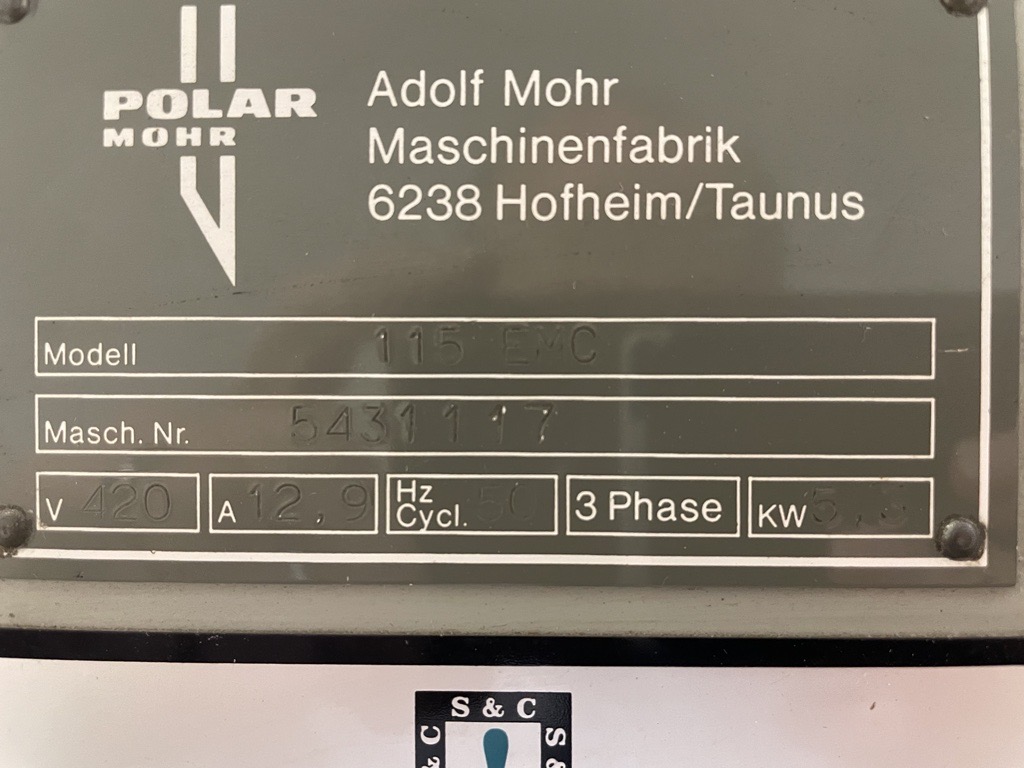 POLAR
MOHR
Adolf Mohr
Maschinenfabrik
6238 Hofheim/Taunus
Modell 115 EMC
Masch. Nr. 5431117
V 420
A 12,9
Hz
Cycl. 50
3 Phase
KW
S & C
& C
& S